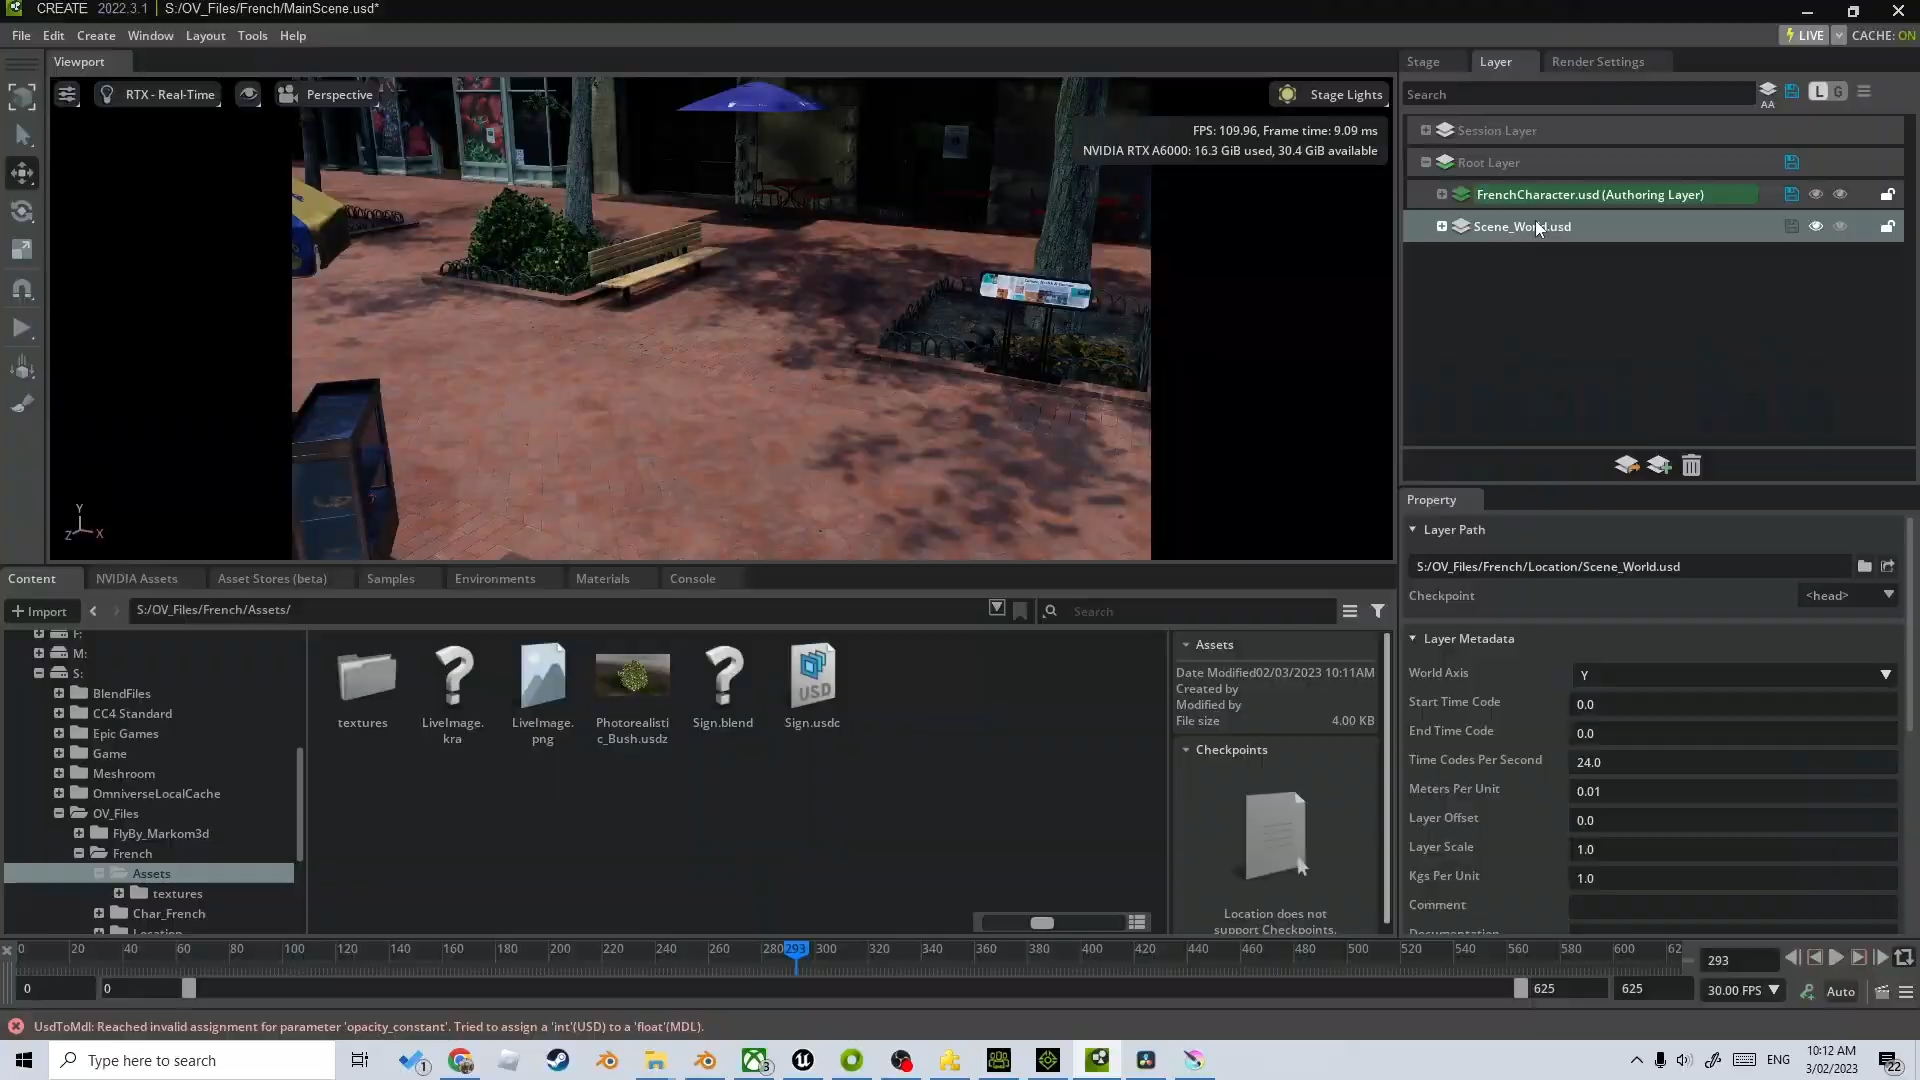 CREATE 2022.3.1 | S:/OV_Files/French/MainScene.usd*
File Edit Create Window Layout Tools Help
LIVE CACHE: ON
Viewport
Stage Layer Render Settings
RTX - Real-Time Perspective Stage Lights
Search
AA
L G
FPS: 109.96, Frame time: 9.09 ms
NVIDIA RTX A6000: 16.3 GiB used, 30.4 GiB available
Session Layer
Root Layer
FrenchCharacter.usd (Authoring Layer)
Scene_World.usd
Y
Z X
Property
Layer Path
S:/OV_Files/French/Location/Scene_World.usd
Checkpoint <head>
Layer Metadata
World Axis Y
Start Time Code 0.0
End Time Code 0.0
Time Codes Per Second 24.0
Meters Per Unit 0.01
Layer Offset 0.0
Layer Scale 1.0
Kgs Per Unit 1.0
Comment
Content NVIDIA Assets Asset Stores (beta) Samples Environments Materials Console
+ Import S:/OV_Files/French/Assets/ Search
F:
M:
S:
BlendFiles
CC4 Standard
Epic Games
Game
Meshroom
OmniverseLocalCache
OV_Files
FlyBy_Markom3d
French
Assets
textures
Char_French
Location
textures
LiveImage.
kra
LiveImage.
png
Photorealisti
c_Bush.usdz
Sign.blend
USD
Sign.usdc
Assets
Date Modified02/03/2023 10:11AM
Created by
Modified by
File size 4.00 KB
Checkpoints
Location does not
support Checkpoints.
0 20 40 60 80 100 120 140 160 180 200 220 240 260 280 293 300 320 340 360 380 400 420 440 460 480 500 520 540 560 580 600 62
293
0 0 625 625 30.00 FPS Auto
UsdToMdl: Reached invalid assignment for parameter 'opacity_constant'. Tried to assign a 'int'(USD) to a 'float'(MDL).
Type here to search
1
3
ENG
10:12 AM
3/02/2023
22